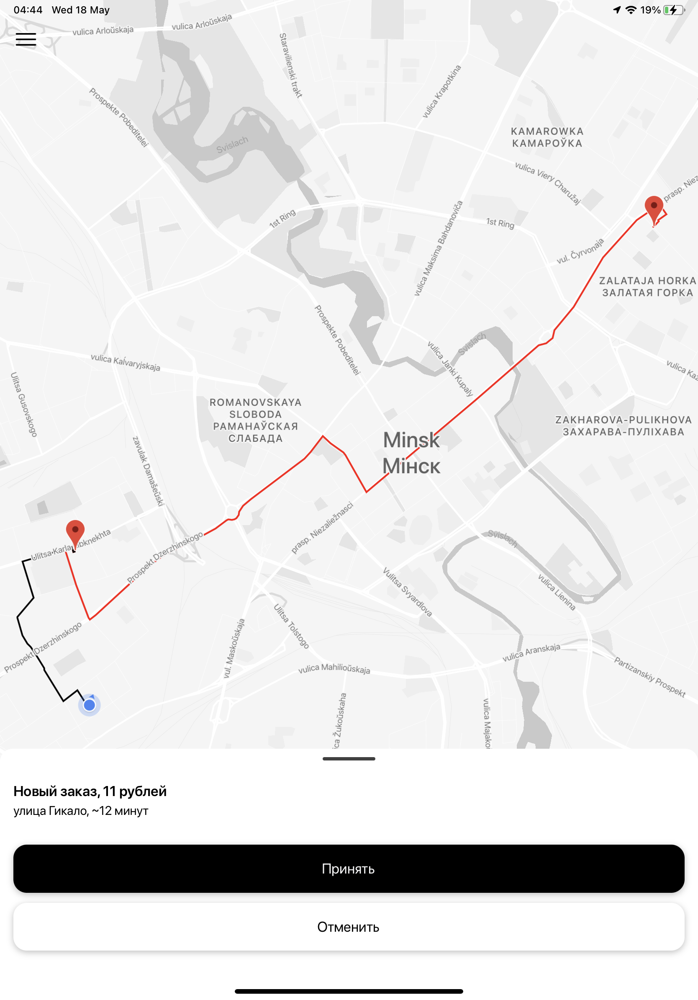 04:44 Wed 18 May
19%
vulica Arloŭskaja
vulica Arloŭskaja
Staravilienski trakt
vulica Krapotkina
Prospekte Pobeditelei
KAMAROWKA
КАМАРОЎКА
Svislach
vulica Viery Charužaj
prasp. Niez
1st Ring
1st Ring
vulica Maksima Bahdanoviča
vul. Čyrvonaja
ZALATAJA HORKA
ЗАЛАТАЯ ГОРКА
Prospekte Pobeditelei
Svislach
vulica Janki Kupaly
vulica Kaĺvaryjskaja
vulica Kaz
Ulitsa Gusovskogo
ROMANOVSKAYA
SLOBODA
РАМАНАЎСКАЯ
СЛАБАДА
ZAKHAROVA-PULIKHOVA
ЗАХАРАВА-ПУЛІХАВА
Minsk
Мінск
zavulak Damašeŭski
prasp. Niezaliežnasci
Ulitsa Karla ibknekhta
Prospekt Dzerzhinskogo
Svislach
Vulitsa Svyardlova
vulica Lienina
Ulitsa Tolstogo
Prospekt Dzerzhinskogo
vul. Maskoŭskaja
vulica Aranskaja
vulica Mahilioŭskaja
Partizanskiy Prospekt
ica Žukoŭskaha
vulica Majakoŭ
Новый заказ, 11 рублей
улица Гикало, ~12 минут
Принять
Отменить